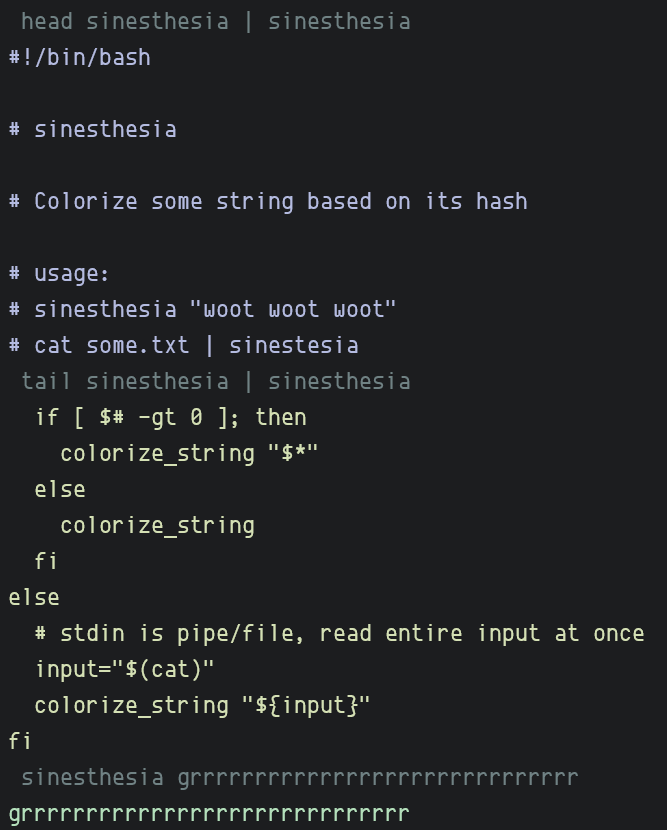 head sinesthesia | sinesthesia
#!/bin/bash
# sinesthesia
# Colorize some string based on its hash
# usage:
# sinesthesia "woot woot woot"
# cat some.txt | sinestesia
tail sinesthesia | sinesthesia
if [ $# -gt 0 ]; then
colorize_string "$*"
else
colorize_string
fi
else
# stdin is pipe/file, read entire input at once
input="$(cat)"
colorize_string "${input}"
fi
sinesthesia grrrrrrrrrrrrrrrrrrrrrrrrrrrrrr
grrrrrrrrrrrrrrrrrrrrrrrrrrrrrr